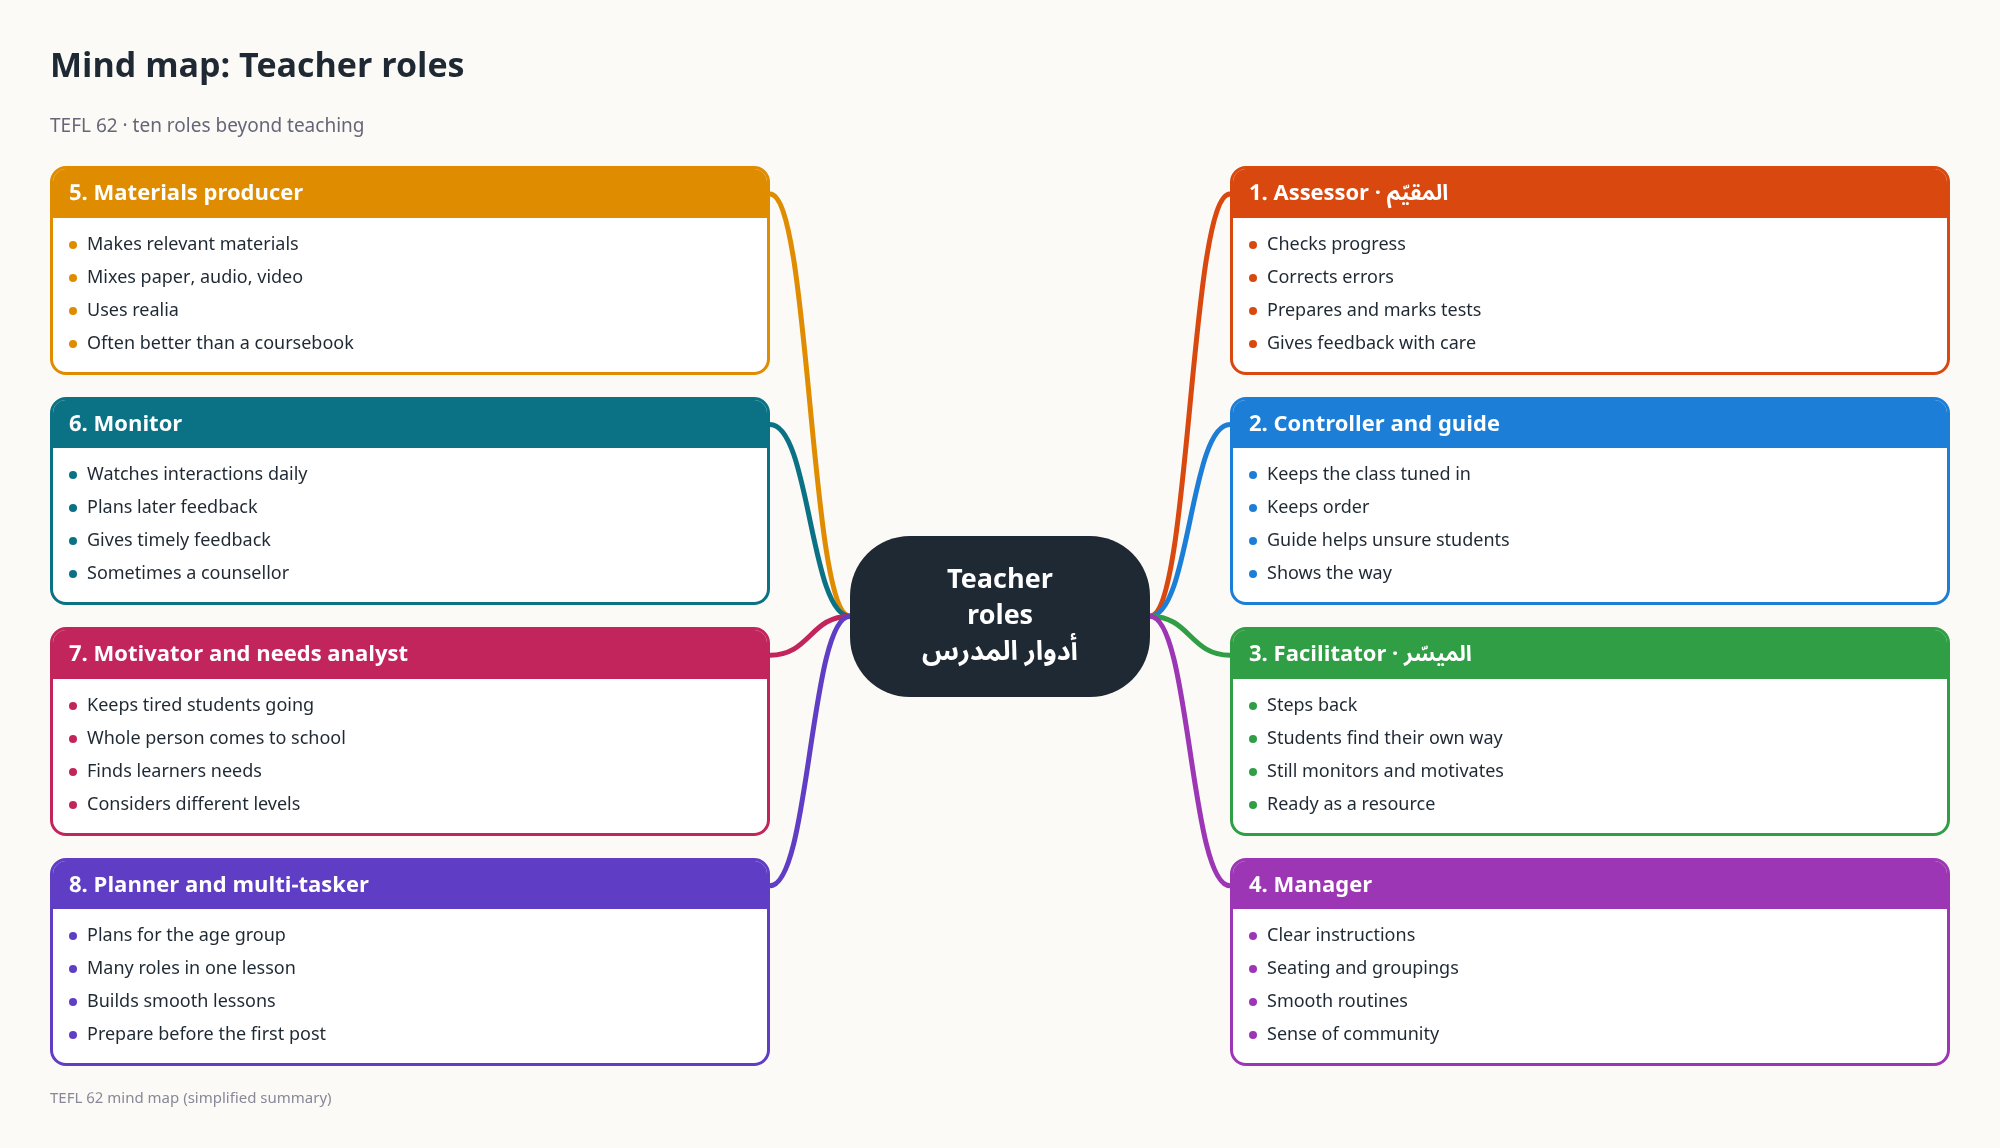 Mind map: Teacher roles
TEFL 62 · ten roles beyond teaching
5. Materials producer
Makes relevant materials
Mixes paper, audio, video
Uses realia
Often better than a coursebook
6. Monitor
Watches interactions daily
Plans later feedback
Gives timely feedback
Sometimes a counsellor
7. Motivator and needs analyst
Keeps tired students going
Whole person comes to school
Finds learners needs
Considers different levels
8. Planner and multi-tasker
Plans for the age group
Many roles in one lesson
Builds smooth lessons
Prepare before the first post
Teacher
roles
أدوار المدرس
1. Assessor · المقيّم
Checks progress
Corrects errors
Prepares and marks tests
Gives feedback with care
2. Controller and guide
Keeps the class tuned in
Keeps order
Guide helps unsure students
Shows the way
3. Facilitator · الميسّر
Steps back
Students find their own way
Still monitors and motivates
Ready as a resource
4. Manager
Clear instructions
Seating and groupings
Smooth routines
Sense of community
TEFL 62 mind map (simplified summary)